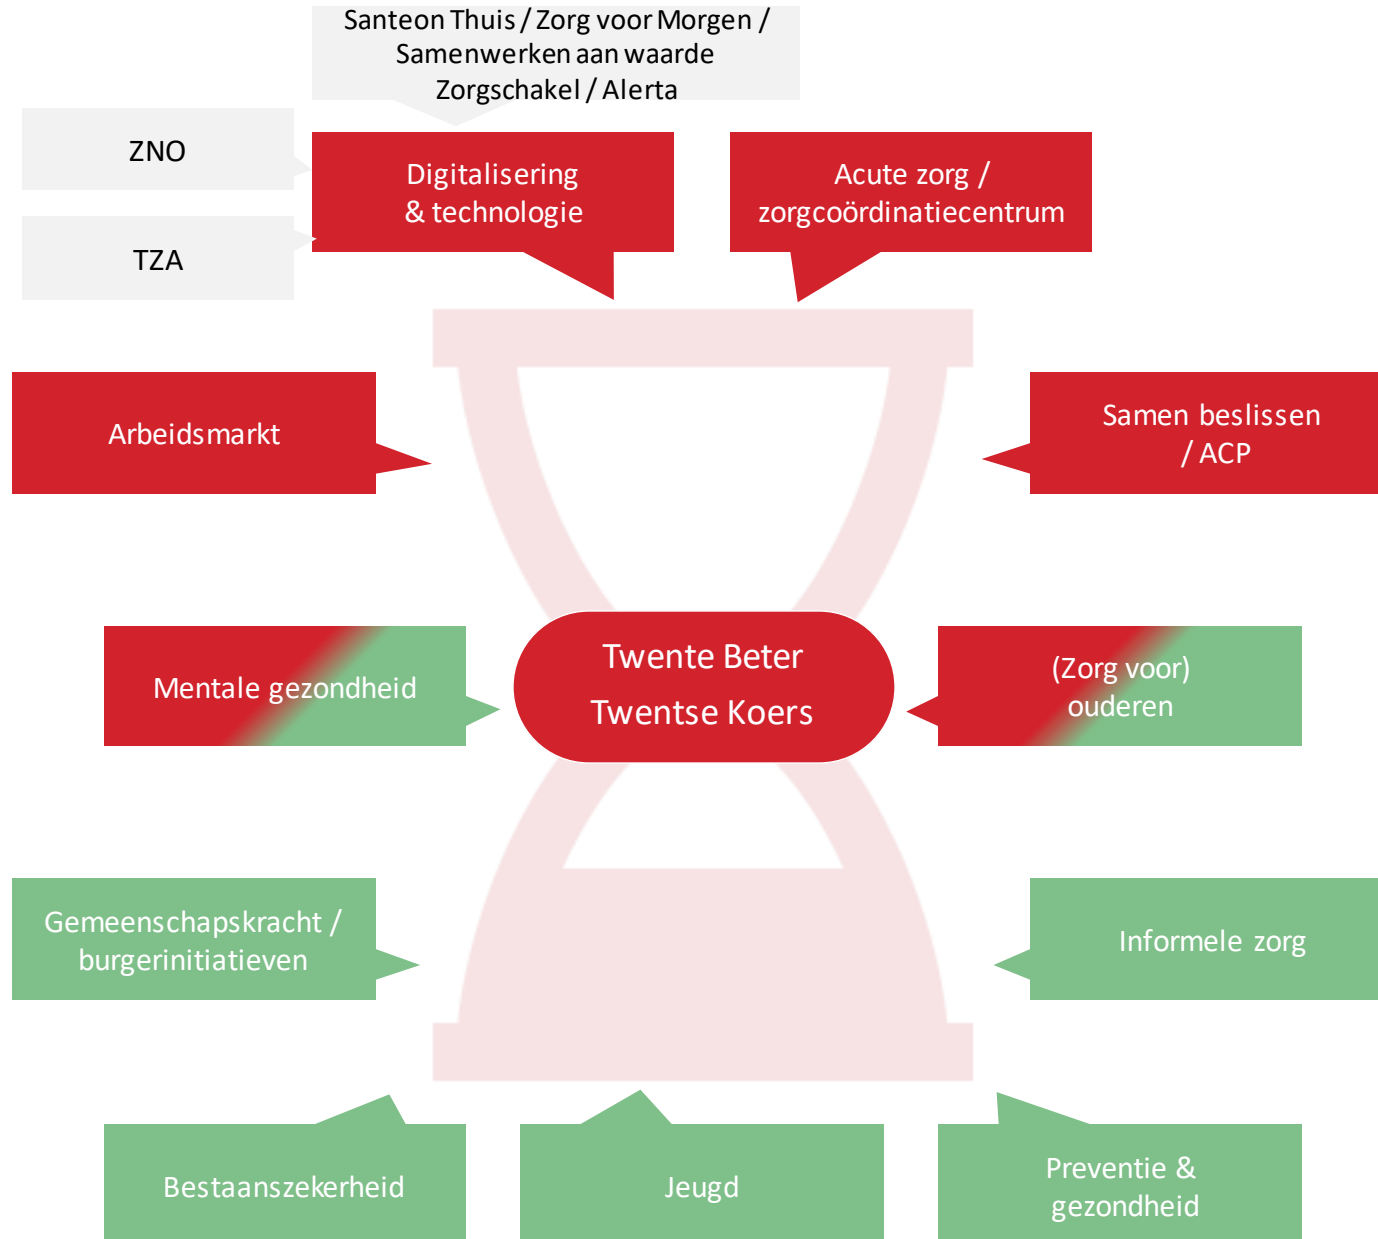 Santeon Thuis / Zorg voor Morgen /
Samenwerken aan waarde
Zorgschakel / Alerta
ZNO
TZA
Digitalisering
& technologie
Acute zorg /
zorgcoördinatiecentrum
Arbeidsmarkt
Samen beslissen
/ ACP
Mentale gezondheid
Twente Beter
Twentse Koers
(Zorg voor)
ouderen
Gemeenschapskracht /
burgerinitiatieven
Informele zorg
Bestaanszekerheid
Jeugd
Preventie &
gezondheid